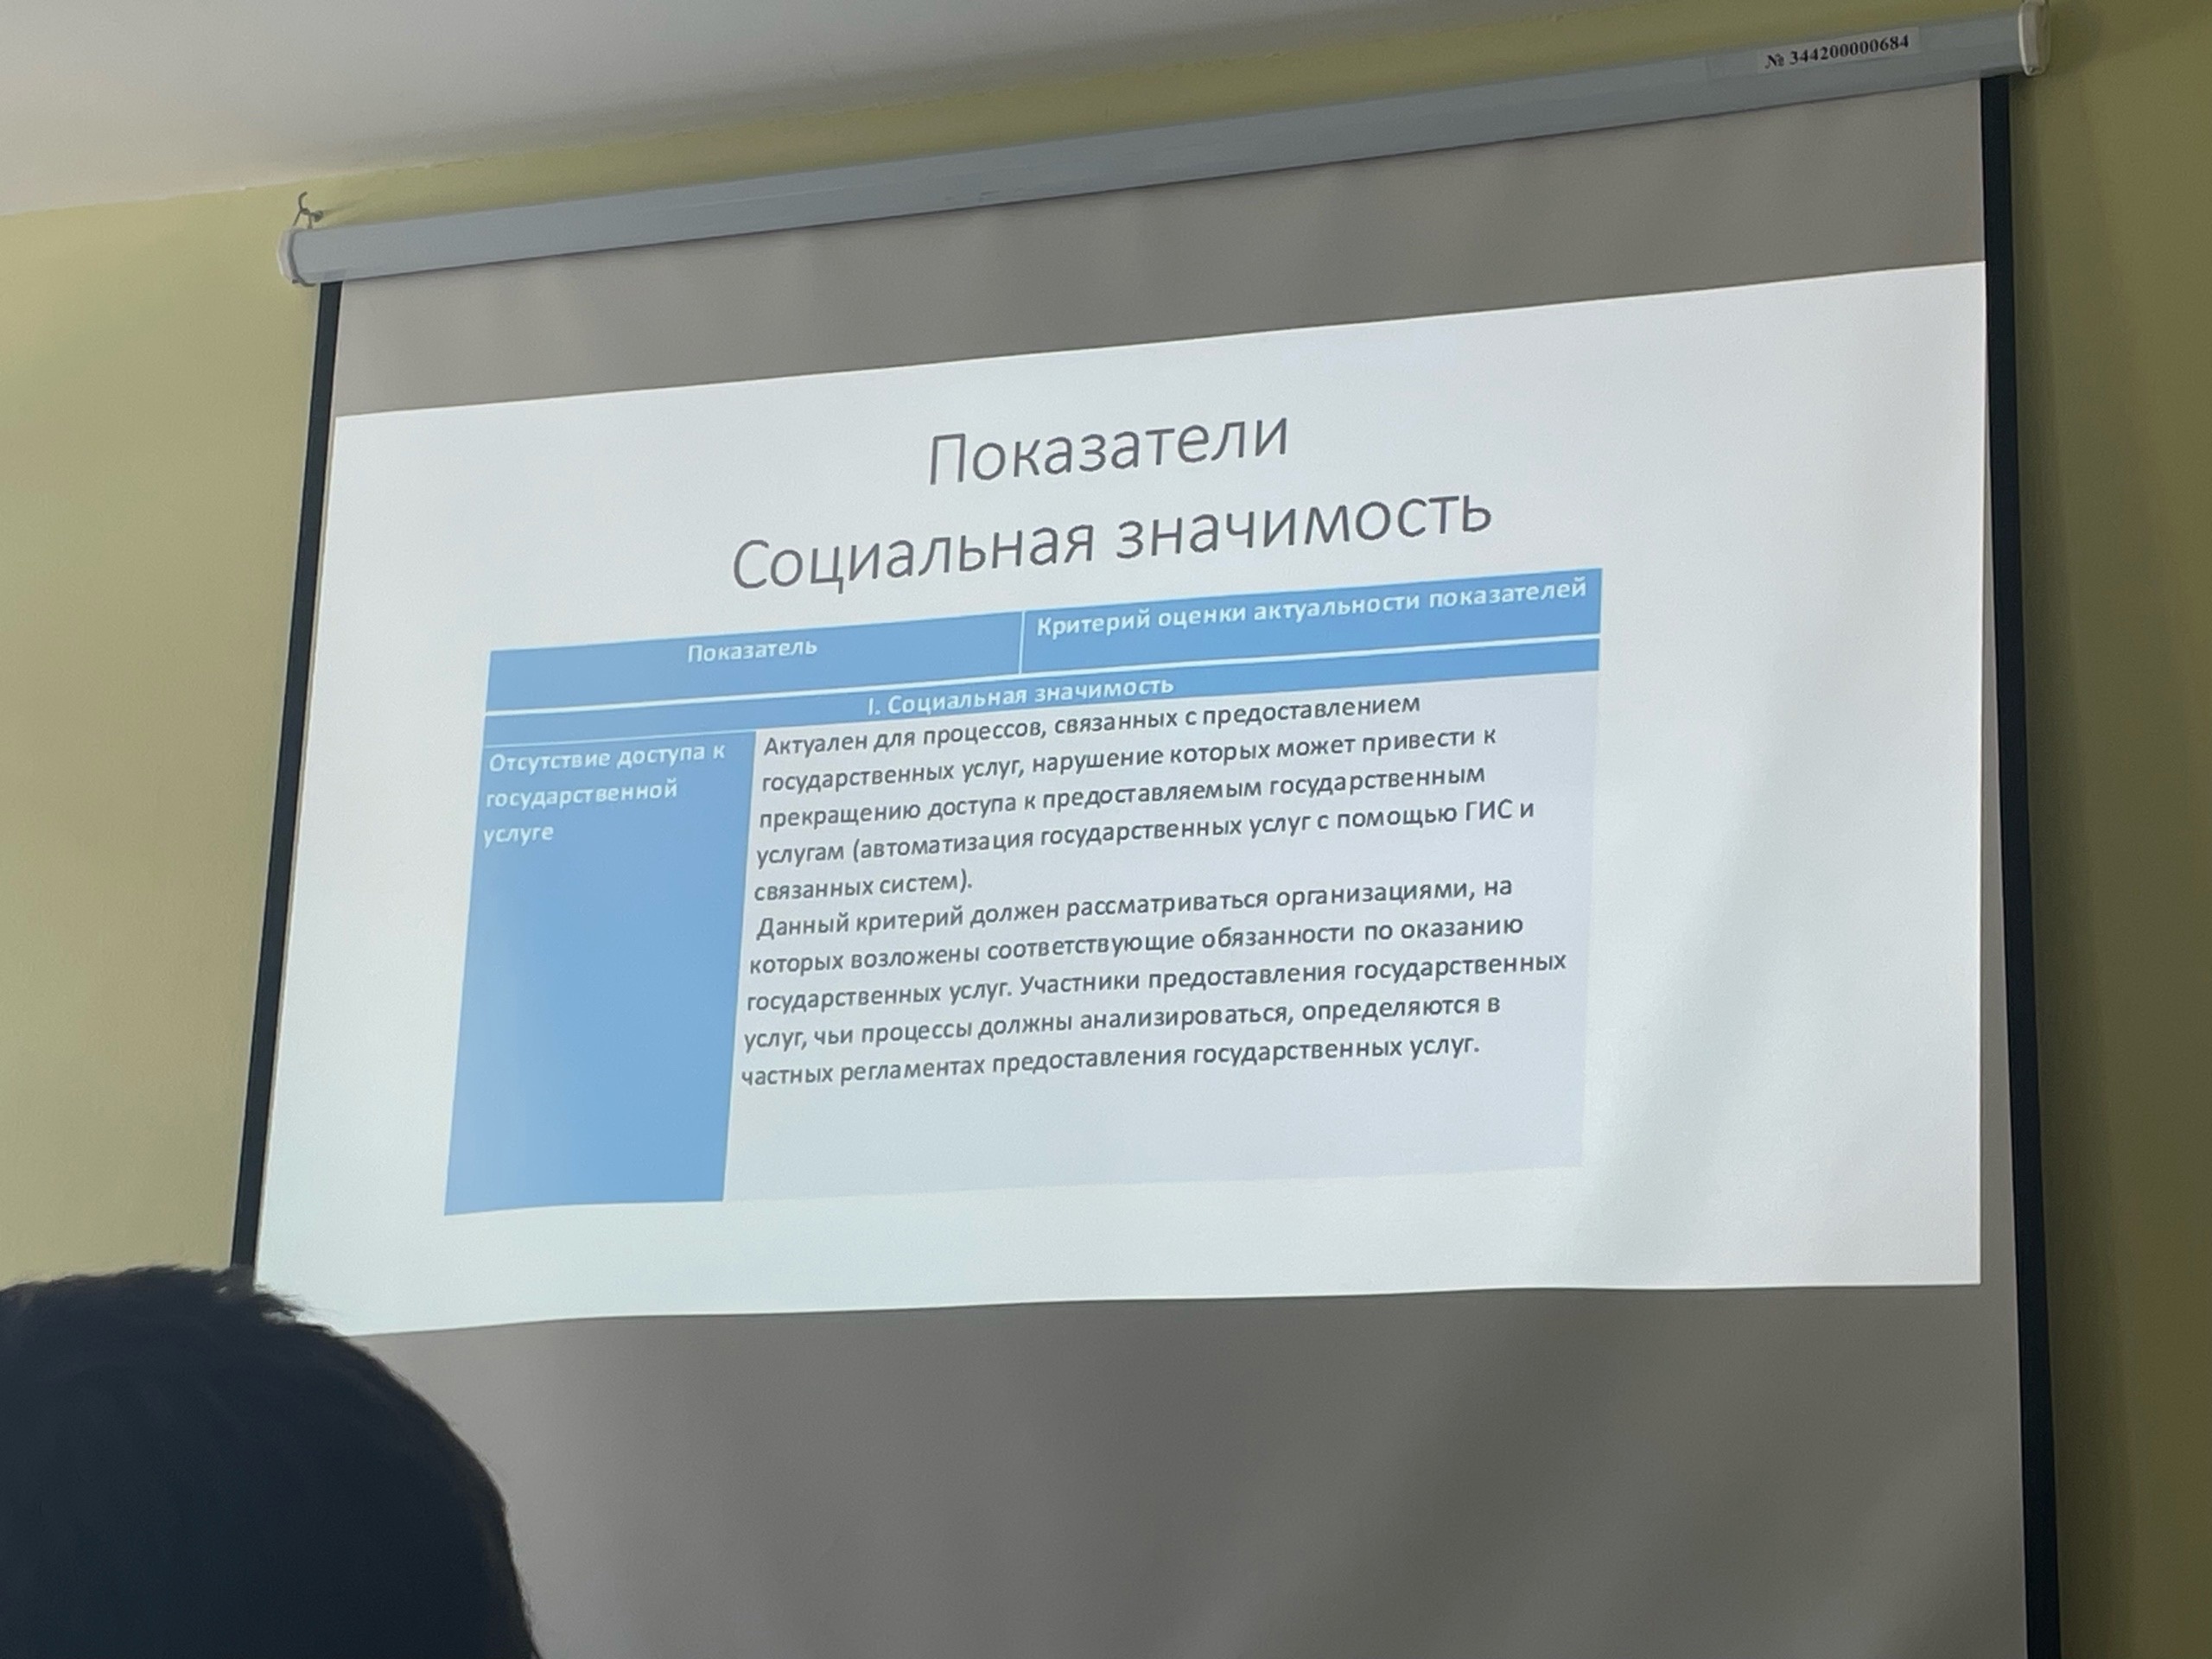 № 344200000684
Показатели
Социальная значимость
Показатель
Критерий оценки актуальности показателей
I. Социальная значимость
Отсутствие доступа к
государственной
услуге
Актуален для процессов, связанных с предоставлением
государственных услуг, нарушение которых может привести к
прекращению доступа к предоставляемым государственным
услугам (автоматизация государственных услуг с помощью ГИС и
связанных систем).
Данный критерий должен рассматриваться организациями, на
которых возложены соответствующие обязанности по оказанию
государственных услуг. Участники предоставления государственных
услуг, чьи процессы должны анализироваться, определяются в
частных регламентах предоставления государственных услуг.